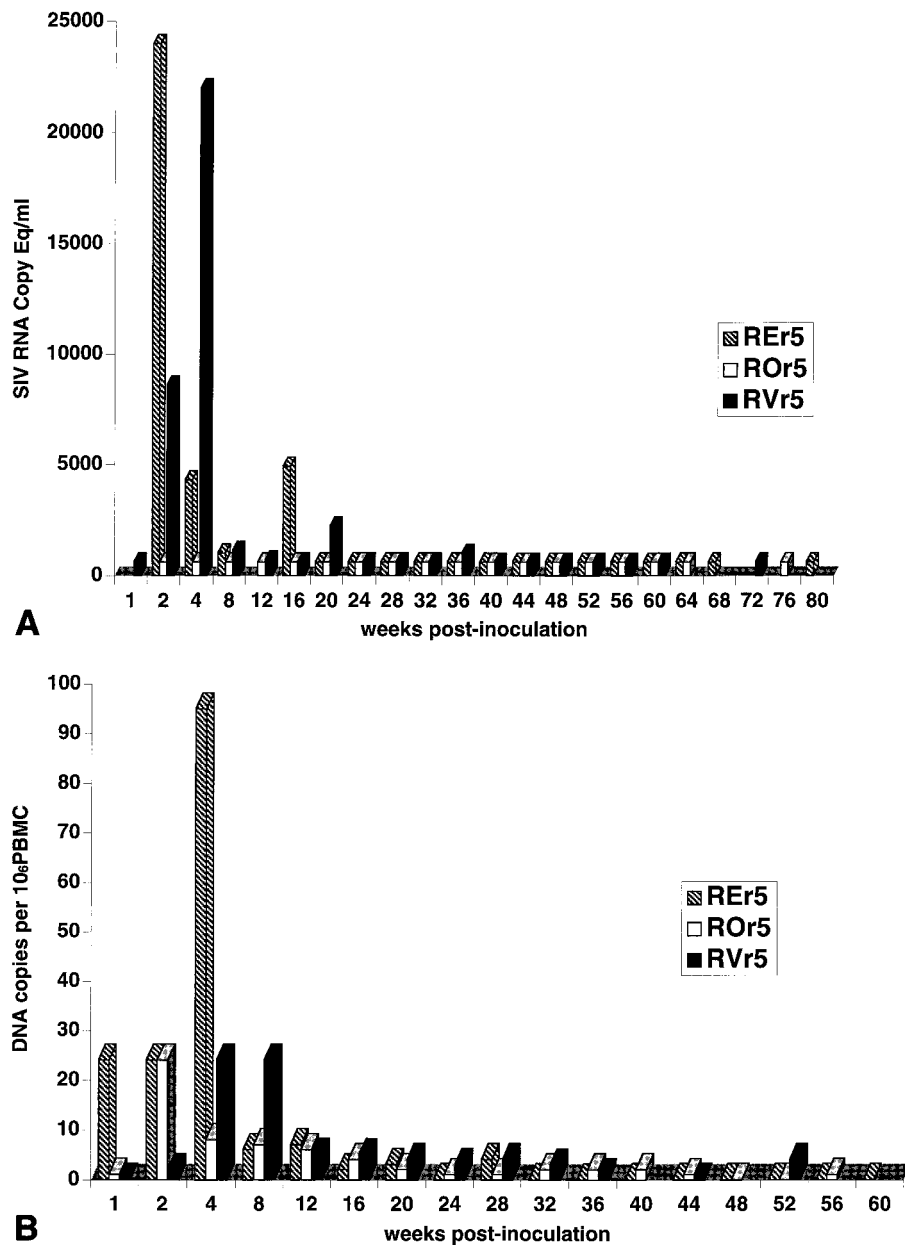 25000
20000
15000
10000
5000
0
SIV RNA Copy Eq/ml
REr5
ROr5
RVr5
1 2 4 8 12 16 20 24 28 32 36 40 44 48 52 56 60 64 68 72 76 80
A
weeks post-inoculation
100
90
80
70
60
50
40
30
20
10
0
DNA copies per 10₆PBMC
REr5
ROr5
RVr5
1 2 4 8 12 16 20 24 28 32 36 40 44 48 52 56 60
B
weeks post-inoculation